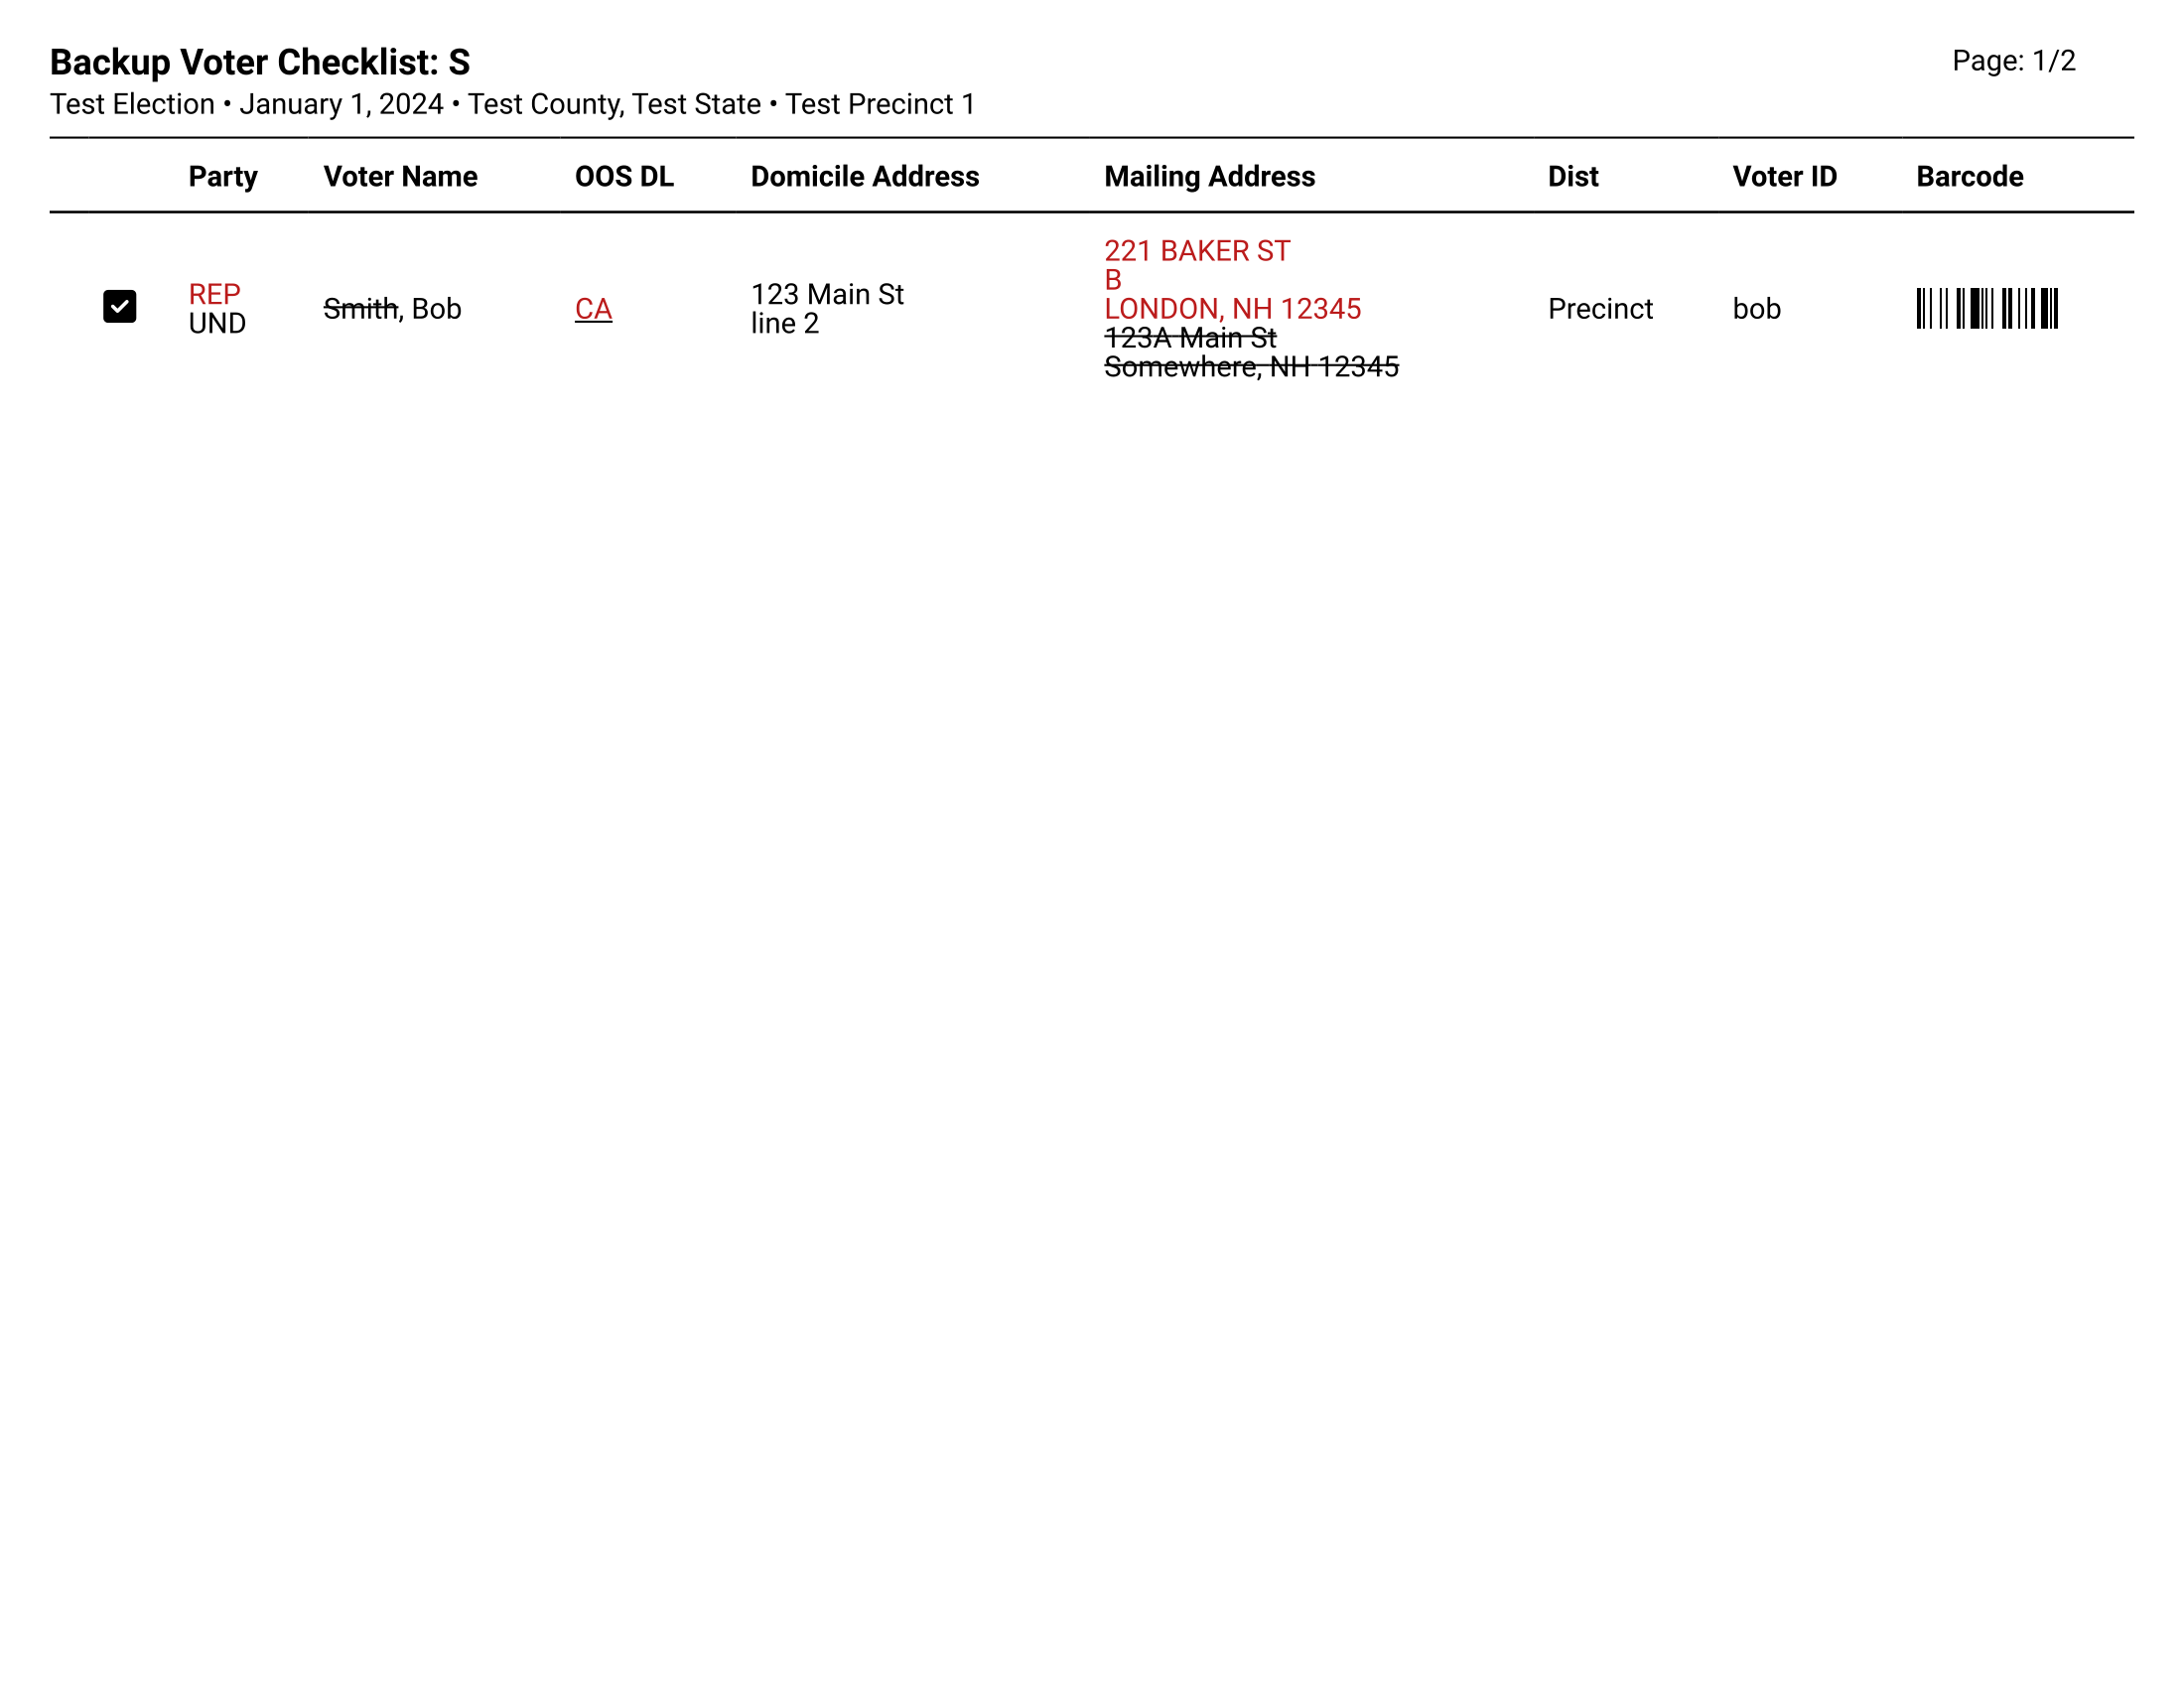 Backup Voter Checklist: S
Page: 1/2
Test Election • January 1, 2024 • Test County, Test State • Test Precinct 1
Party Voter Name OOS DL Domicile Address Mailing Address Dist Voter ID Barcode
REP
UND
Smith, Bob
CA
123 Main St
line 2
221 BAKER ST
B
LONDON, NH 12345
123A Main St
Somewhere, NH 12345
Precinct
bob